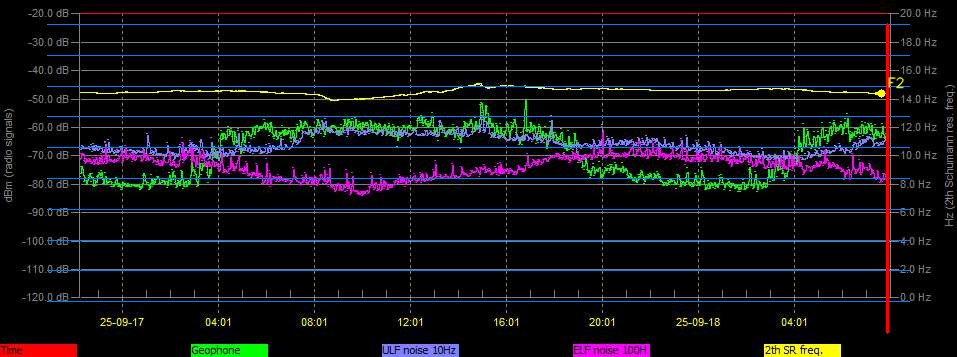 -20.0 dB
-30.0 dB
-40.0 dB
-50.0 dB
-60.0 dB
-70.0 dB
-80.0 dB
-90.0 dB
-100.0 dB
-110.0 dB
-120.0 dB
dBm (radio signals)
20.0 Hz
18.0 Hz
16.0 Hz
14.0 Hz
12.0 Hz
10.0 Hz
8.0 Hz
6.0 Hz
4.0 Hz
2.0 Hz
0.0 Hz
Hz (2th Schumann res. freq.)
F2
25-09-17 04:01 08:01 12:01 16:01 20:01 25-09-18 04:01
Time Geophone ULF noise 10Hz ELF noise 100H 2th SR freq.